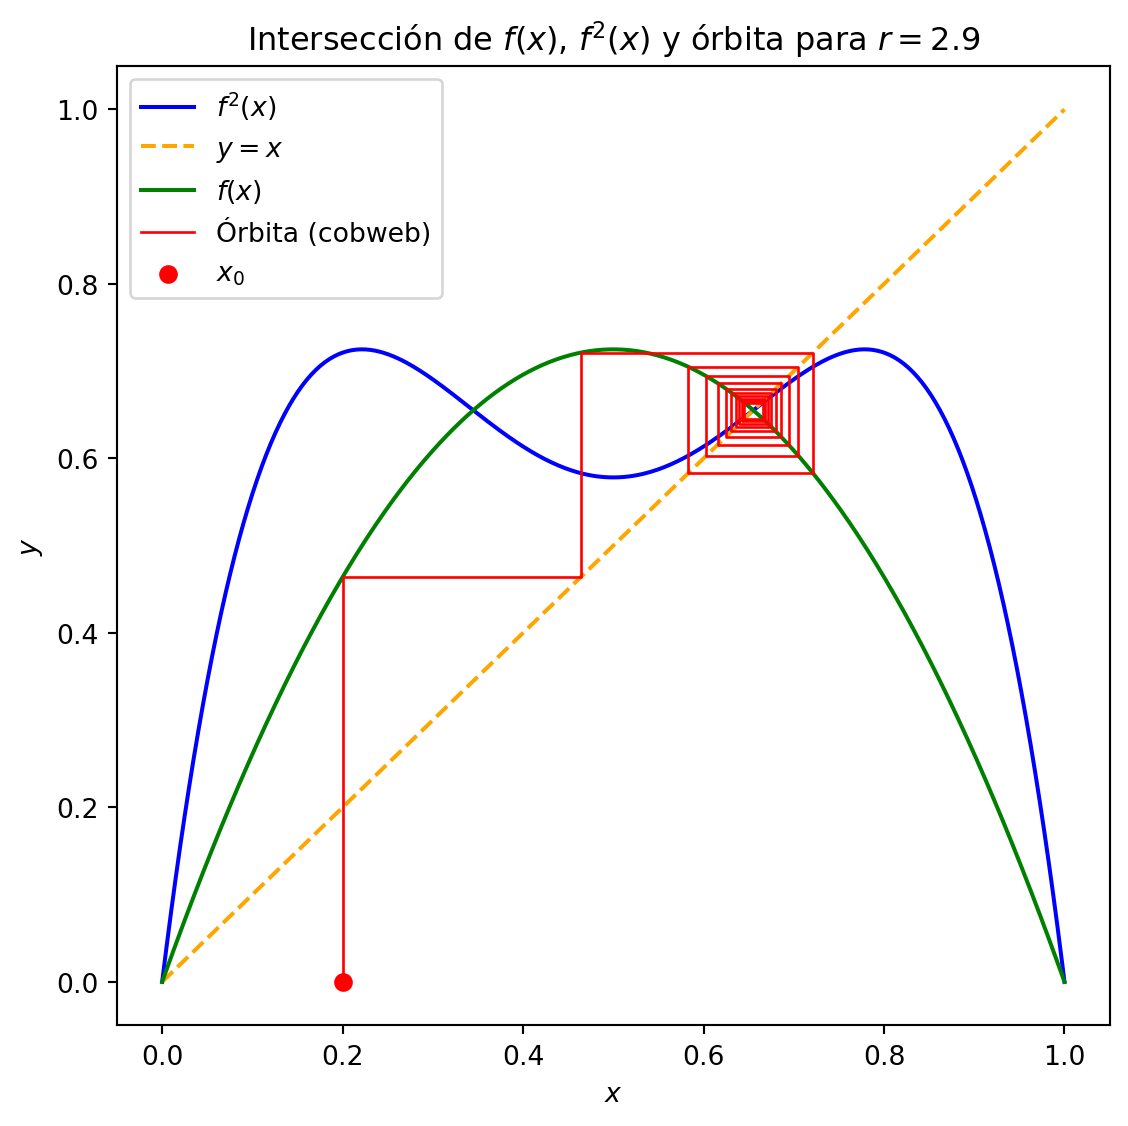 Intersección de f(x), f²(x) y órbita para r = 2.9
f²(x)
y = x
f(x)
Órbita (cobweb)
x₀
1.0
0.8
0.6
0.4
0.2
0.0
y
0.0 0.2 0.4 0.6 0.8 1.0
x